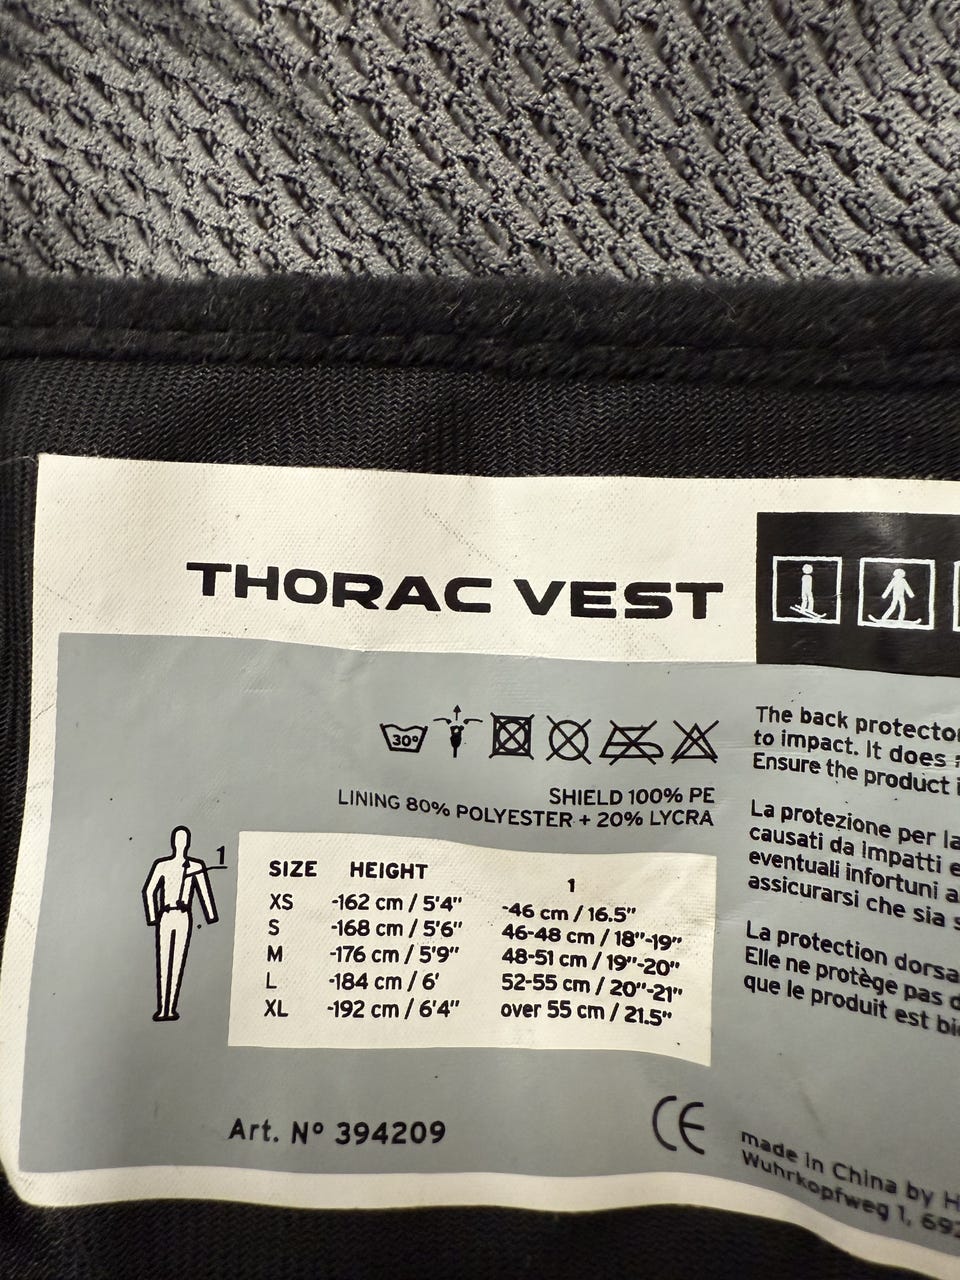 THORAC VEST
30°
SHIELD 100% PE
LINING 80% POLYESTER + 20% LYCRA
1
SIZE HEIGHT 1
XS -162 cm / 5'4" -46 cm / 16.5"
S -168 cm / 5'6" 46-48 cm / 18"-19"
M -176 cm / 5'9" 48-51 cm / 19"-20"
L -184 cm / 6' 52-55 cm / 20"-21"
XL -192 cm / 6'4" over 55 cm / 21.5"
Art. Nº 394209
CE
The back protector
to impact. It does
Ensure the product
La protezione per la
causati da impatti e
eventuali infortuni a
assicurarsi che sia
La protection dorsa
Elle ne protège pas d
que le produit est bi
made in China by H
Wuhrkopfweg 1, 692